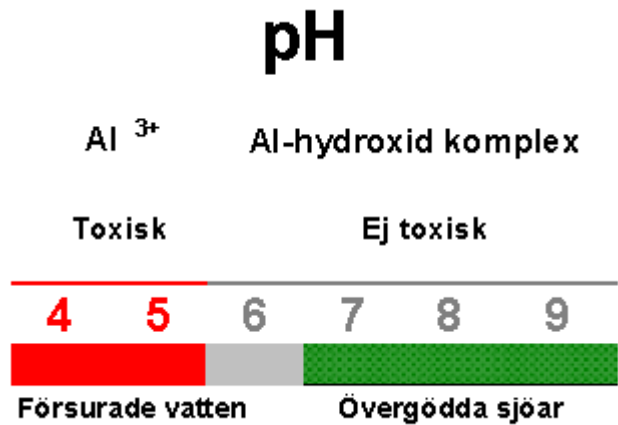 pH
Al 3+ Al-hydroxid komplex
Toxisk Ej toxisk
4 5 6 7 8 9
Försurade vatten Övergödda sjöar